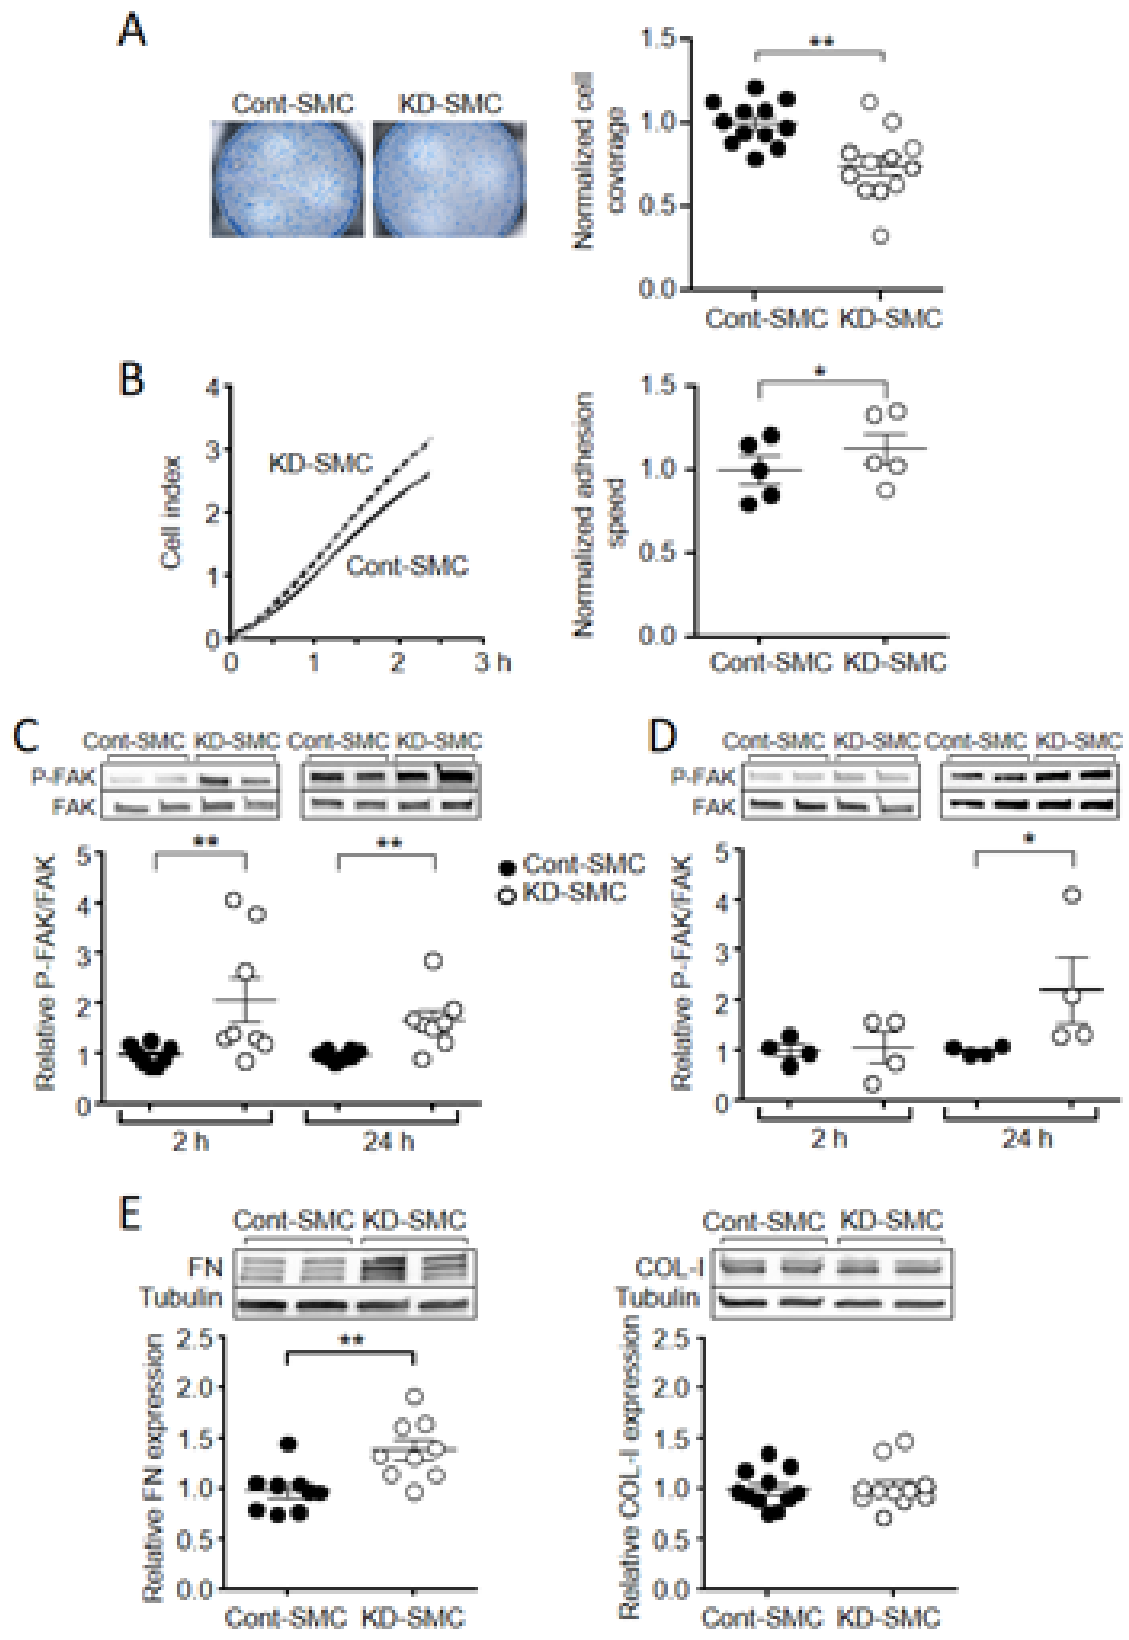 A
Cont-SMC KD-SMC
Normalized cell
coverage
1.5
1.0
0.5
0.0
**
Cont-SMC KD-SMC
B
Cell index
4
3
2
1
0
KD-SMC
Cont-SMC
0 1 2 3 h
Normalized adhesion
speed
1.5
1.0
0.5
0.0
*
Cont-SMC KD-SMC
C
Cont-SMC KD-SMC Cont-SMC KD-SMC
P-FAK
FAK
Relative P-FAK/FAK
5
4
3
2
1
0
** **
2 h 24 h
Cont-SMC
KD-SMC
D
Cont-SMC KD-SMC Cont-SMC KD-SMC
P-FAK
FAK
Relative P-FAK/FAK
5
4
3
2
1
0
*
2 h 24 h
E
Cont-SMC KD-SMC
FN
Tubulin
Relative FN expression
2.5
2.0
1.5
1.0
0.5
0.0
**
Cont-SMC KD-SMC
Cont-SMC KD-SMC
COL-I
Tubulin
Relative COL-I expression
2.5
2.0
1.5
1.0
0.5
0.0
Cont-SMC KD-SMC